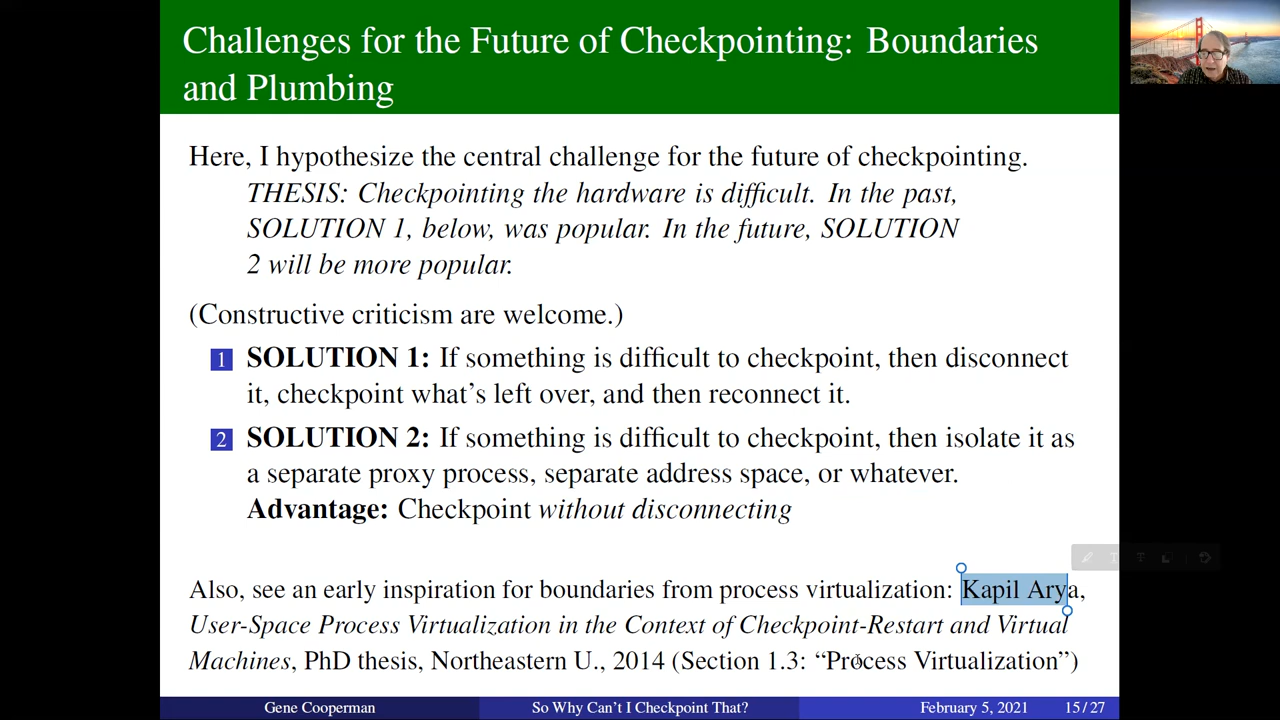 Challenges for the Future of Checkpointing: Boundaries
and Plumbing
Here, I hypothesize the central challenge for the future of checkpointing.
THESIS: Checkpointing the hardware is difficult. In the past,
SOLUTION 1, below, was popular. In the future, SOLUTION
2 will be more popular.
(Constructive criticism are welcome.)
1 SOLUTION 1: If something is difficult to checkpoint, then disconnect
it, checkpoint what's left over, and then reconnect it.
2 SOLUTION 2: If something is difficult to checkpoint, then isolate it as
a separate proxy process, separate address space, or whatever.
Advantage: Checkpoint without disconnecting
Also, see an early inspiration for boundaries from process virtualization: Kapil Arya,
User-Space Process Virtualization in the Context of Checkpoint-Restart and Virtual
Machines, PhD thesis, Northeastern U., 2014 (Section 1.3: “Process Virtualization”)
Gene Cooperman So Why Can't I Checkpoint That? February 5, 2021 15 / 27